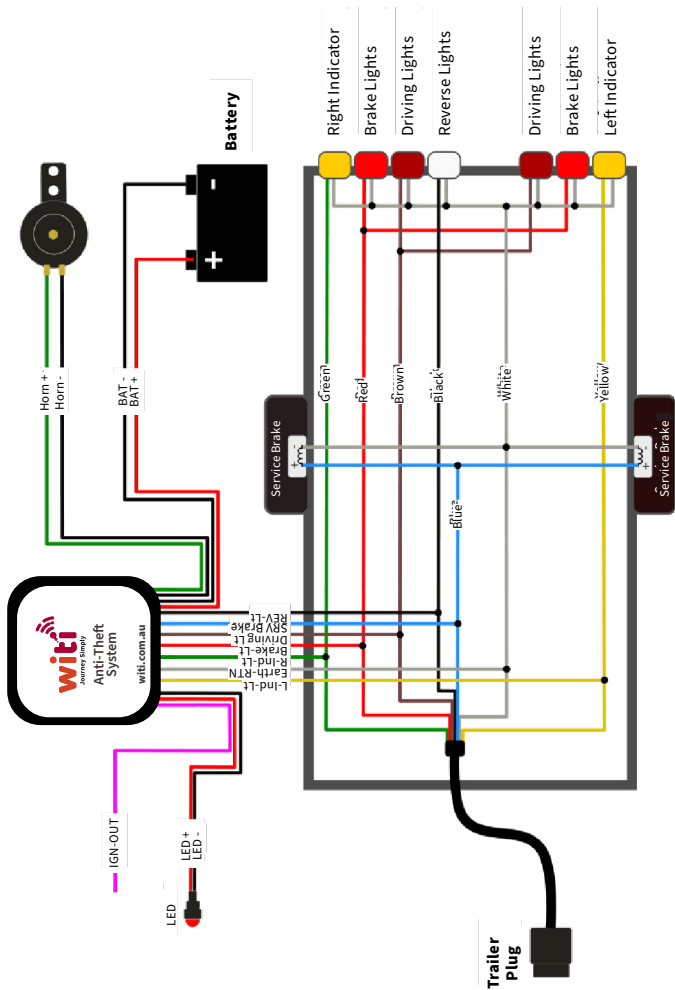 Right Indicator
Brake Lights
Driving Lights
Reverse Lights
Driving Lights
Brake Lights
Left Indicator
Battery
-
+
Horn +
Horn -
BAT -
BAT +
Green
Red
Brown
Black
White
Yellow
Blue
Service Brake
+ -
Service Brake
+ -
witi
Journey Simply
Anti-Theft
System
witi.com.au
REV-Lt
SRV Brake
Driving Lt
Brake-Lt
R-Ind-Lt
Earth-RTN
L-Ind-Lt
IGN-OUT
LED +
LED -
LED
Trailer
Plug